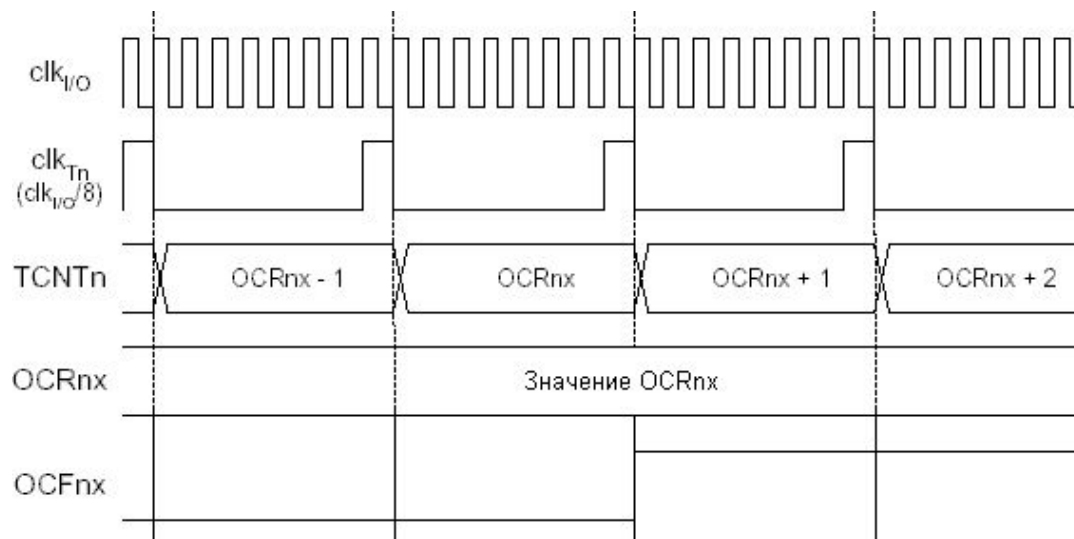 clkI/O
clkTn
(clkI/O/8)
TCNTn
OCRnx - 1
OCRnx
OCRnx + 1
OCRnx + 2
OCRnx
Значение OCRnx
OCFnx